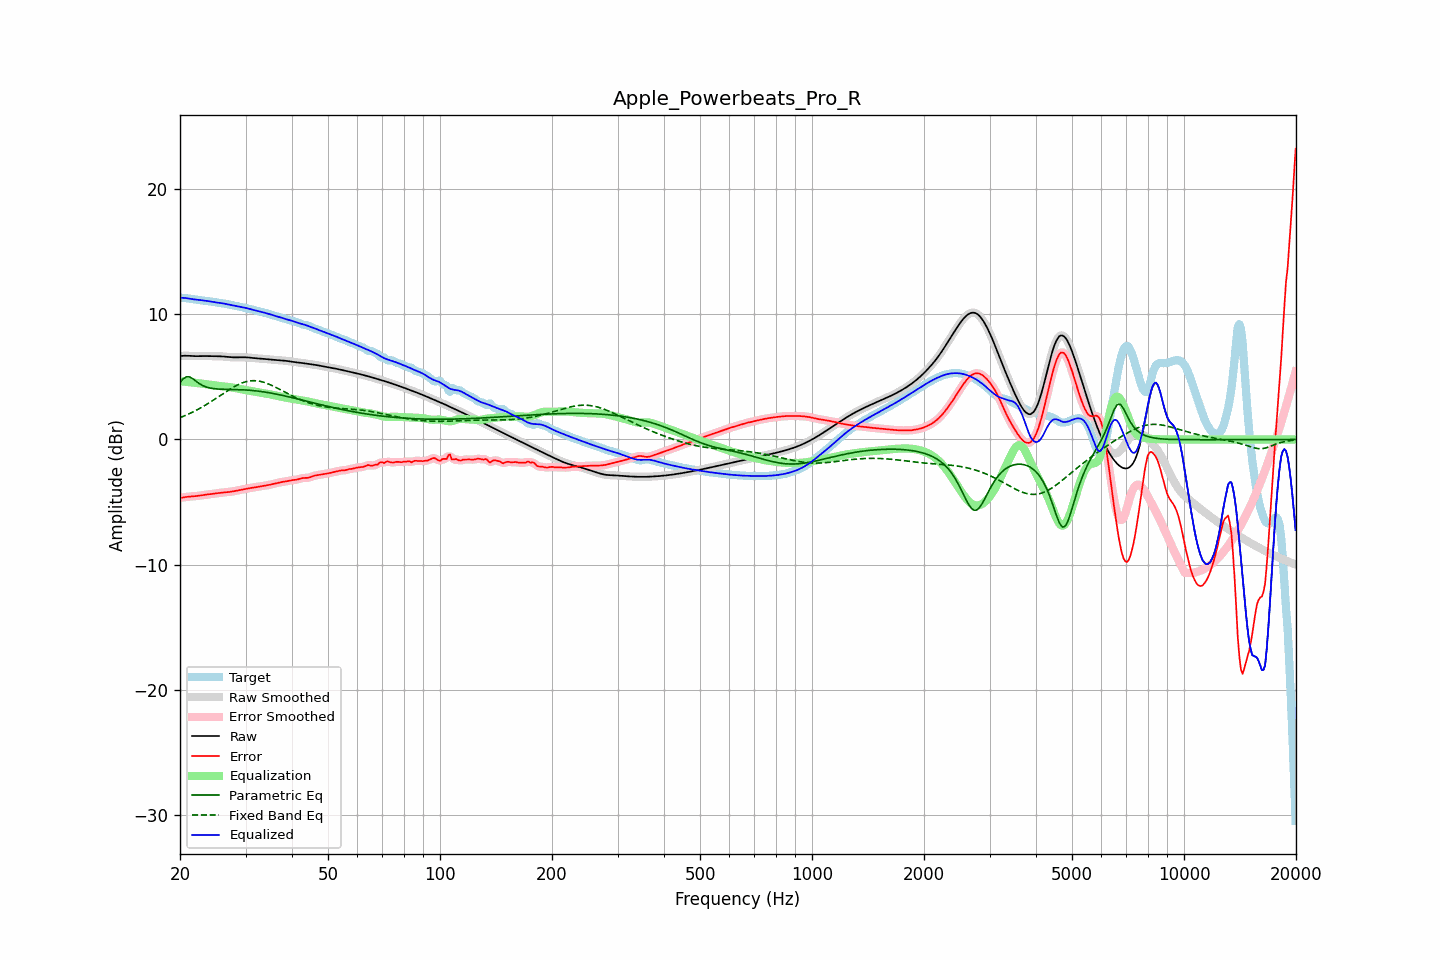 Apple_Powerbeats_Pro_R
Amplitude (dBr)
20
10
0
−10
−20
−30
Target
Raw Smoothed
Error Smoothed
Raw
Error
Equalization
Parametric Eq
Fixed Band Eq
Equalized
20 50 100 200 500 1000 2000 5000 10000 20000
Frequency (Hz)